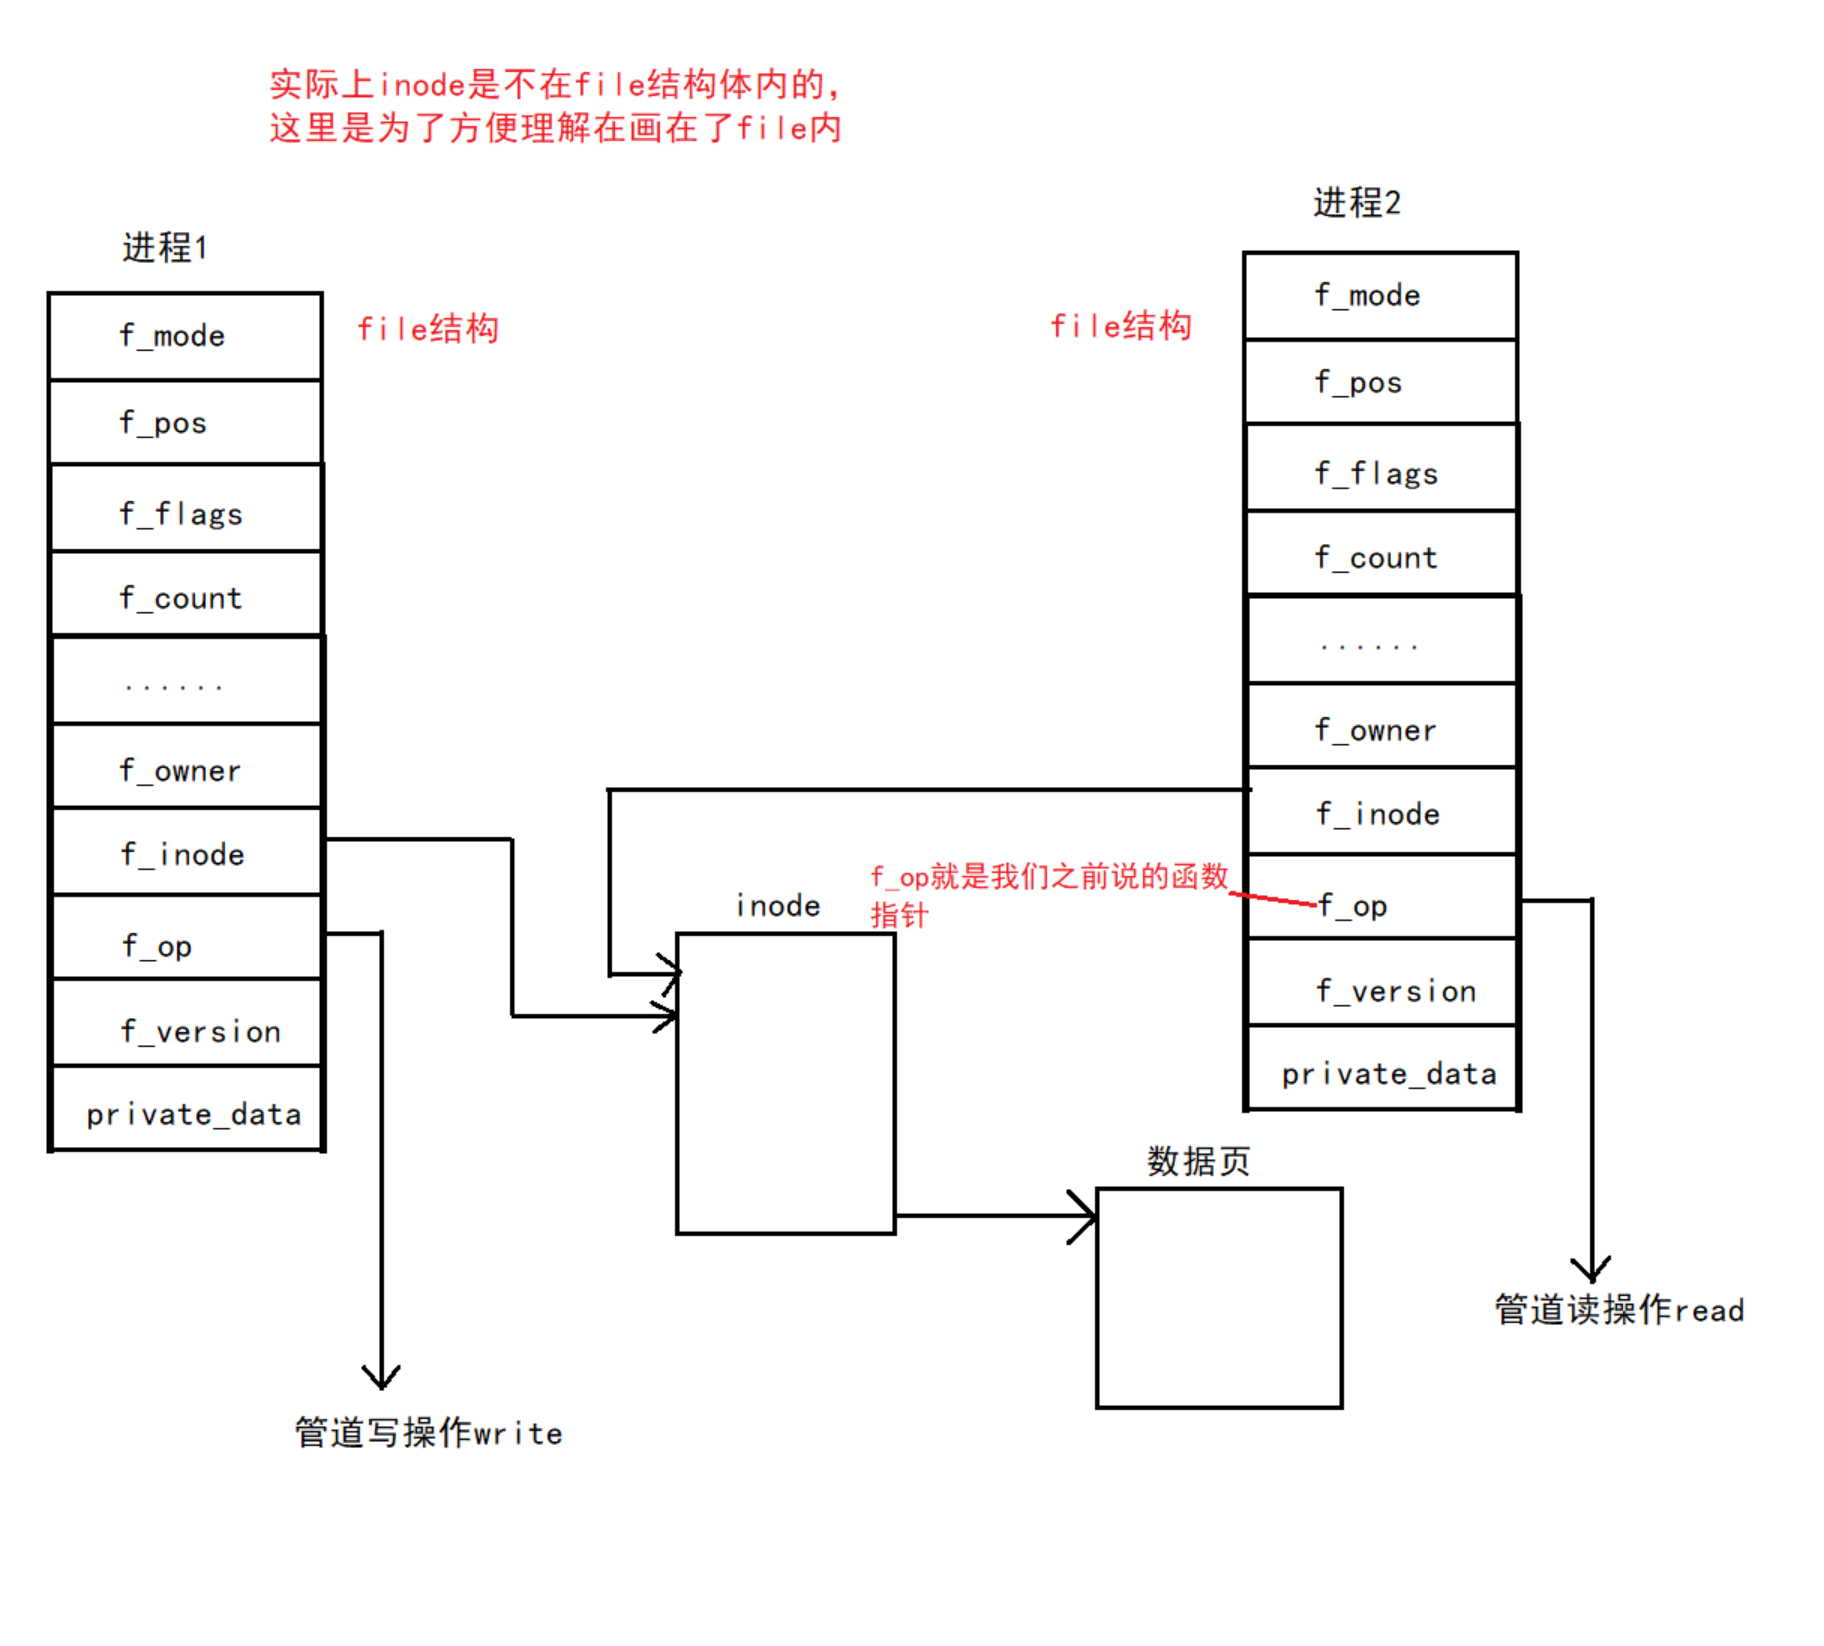 实际上inode是不在file结构体内的，
这里是为了方便理解在画在了file内
进程1
file结构
f_mode
f_pos
f_flags
f_count
......
f_owner
f_inode
f_op
f_version
private_data
管道写操作write
inode
数据页
f_op就是我们之前说的函数
指针
进程2
file结构
f_mode
f_pos
f_flags
f_count
......
f_owner
f_inode
f_op
f_version
private_data
管道读操作read